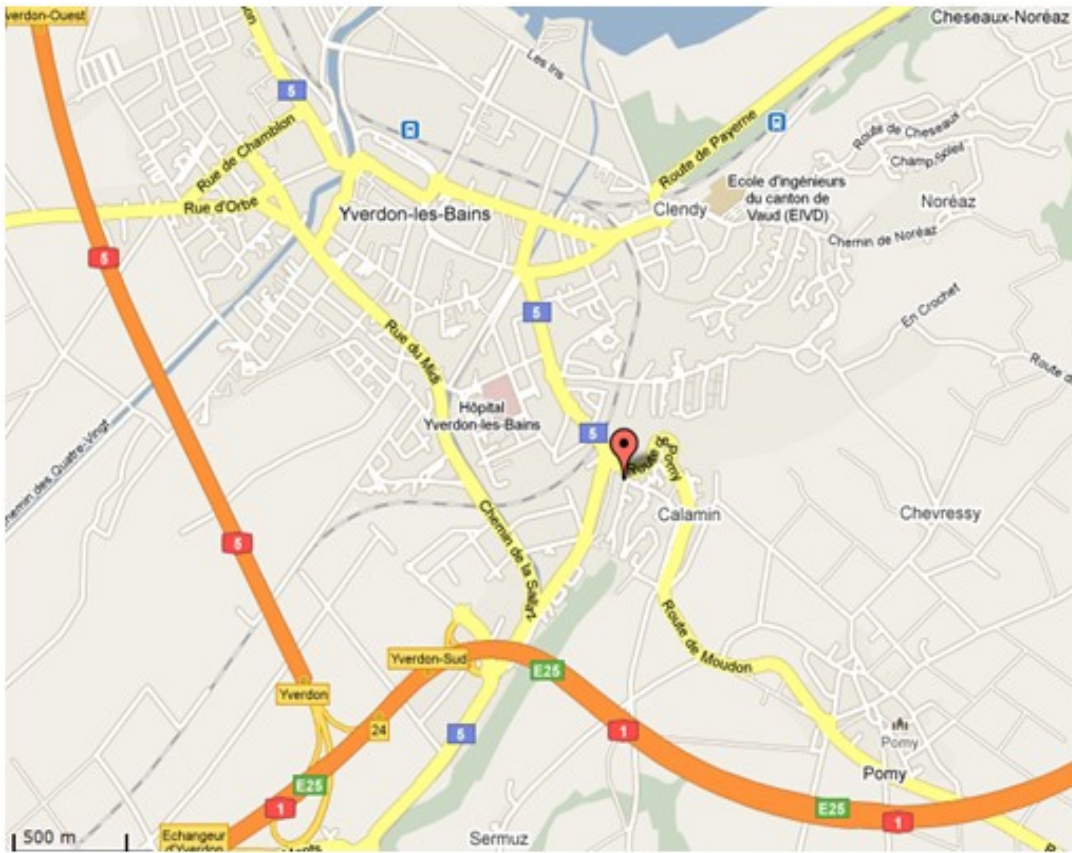 verdon-Ouest
Cheseaux-Noréaz
son
Les Iris
5
Route de Cheseaux
Rue de Chamblon
Route de Payerne
Champ Soleil
Ecole d'ingénieurs
du canton de
Vaud (EIVD)
Rue d'Orbe
Yverdon-les-Bains
Clendy
Noréaz
Chemin de Noréaz
5
5
En Crochet
Rue du Midi
Route d
Hôpital
Yverdon-les-Bains
5
Route de Pomy
Chemin des Quatre-Vingt
Calamin
Chevressy
5
Chemin de la Sallaz
Route de Moudon
Yverdon-Sud
E25
Yverdon
24
5
1
Pomy
Pomy
E25
1
E25
1
500 m
Echangeur
d'Yverdon
Sermuz